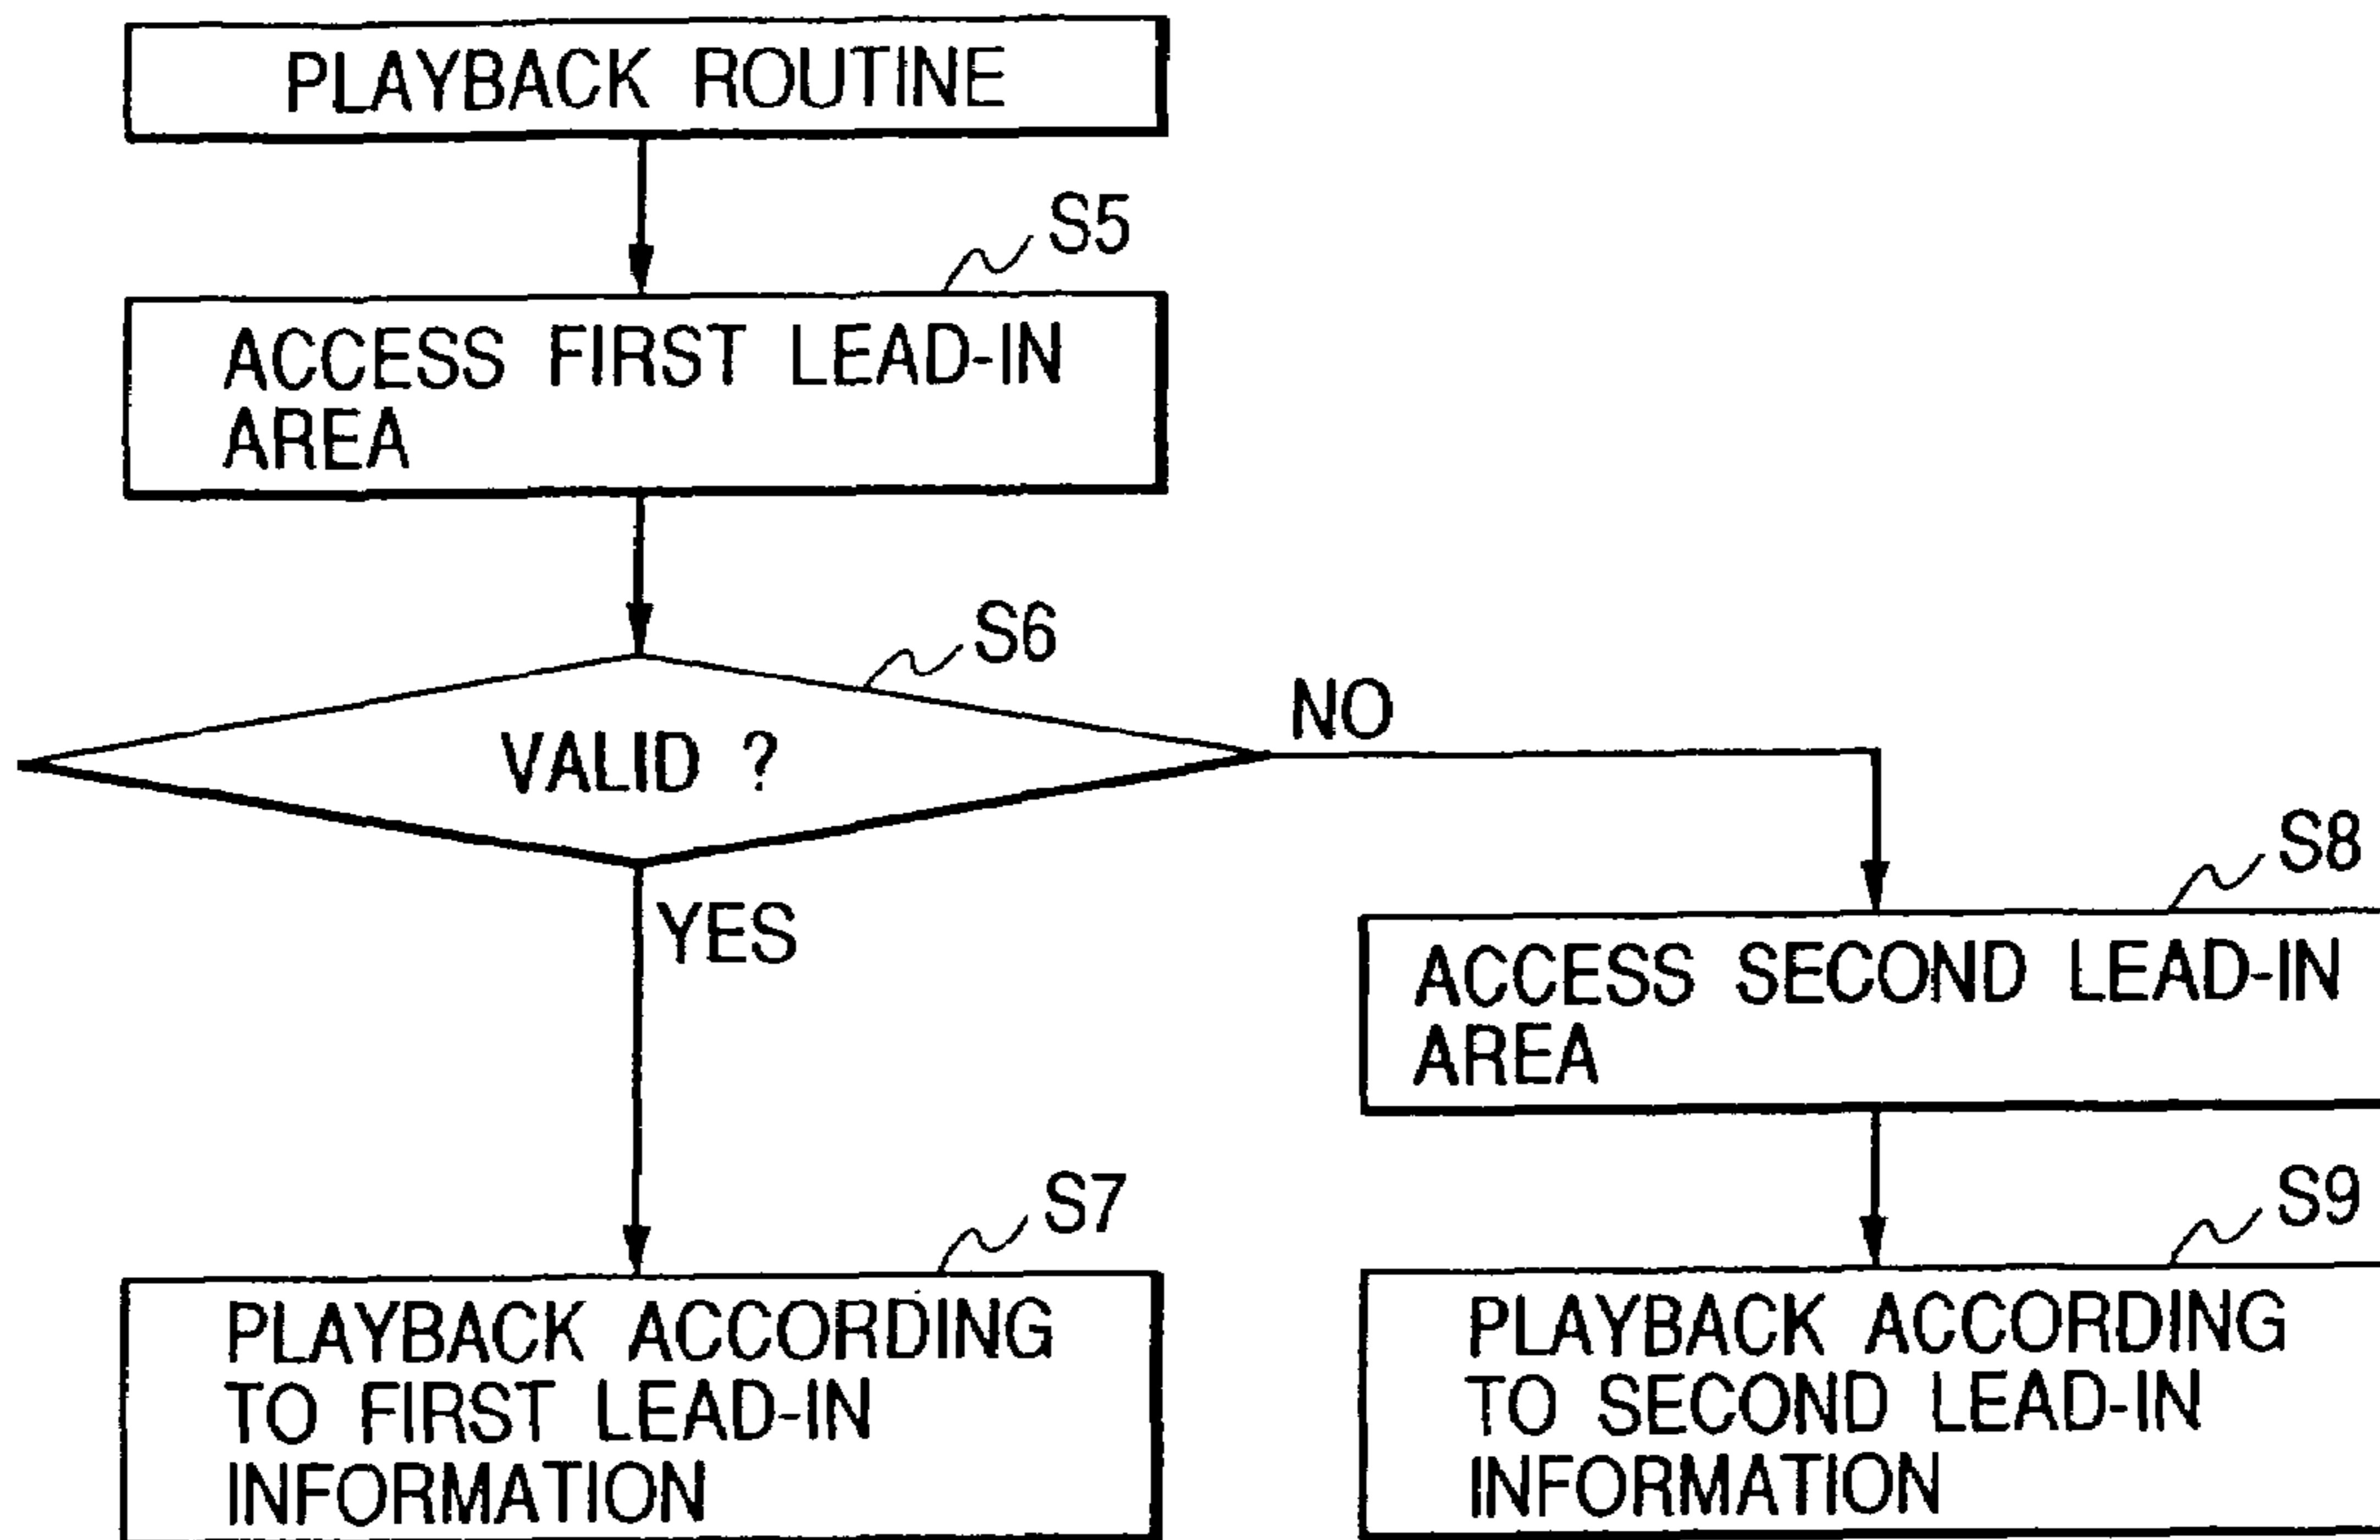 PLAYBACK ROUTINE
S5
ACCESS FIRST LEAD-IN
AREA
S6
VALID ?
NO
YES
S8
ACCESS SECOND LEAD-IN
AREA
S7
PLAYBACK ACCORDING
TO FIRST LEAD-IN
INFORMATION
S9
PLAYBACK ACCORDING
TO SECOND LEAD-IN
INFORMATION